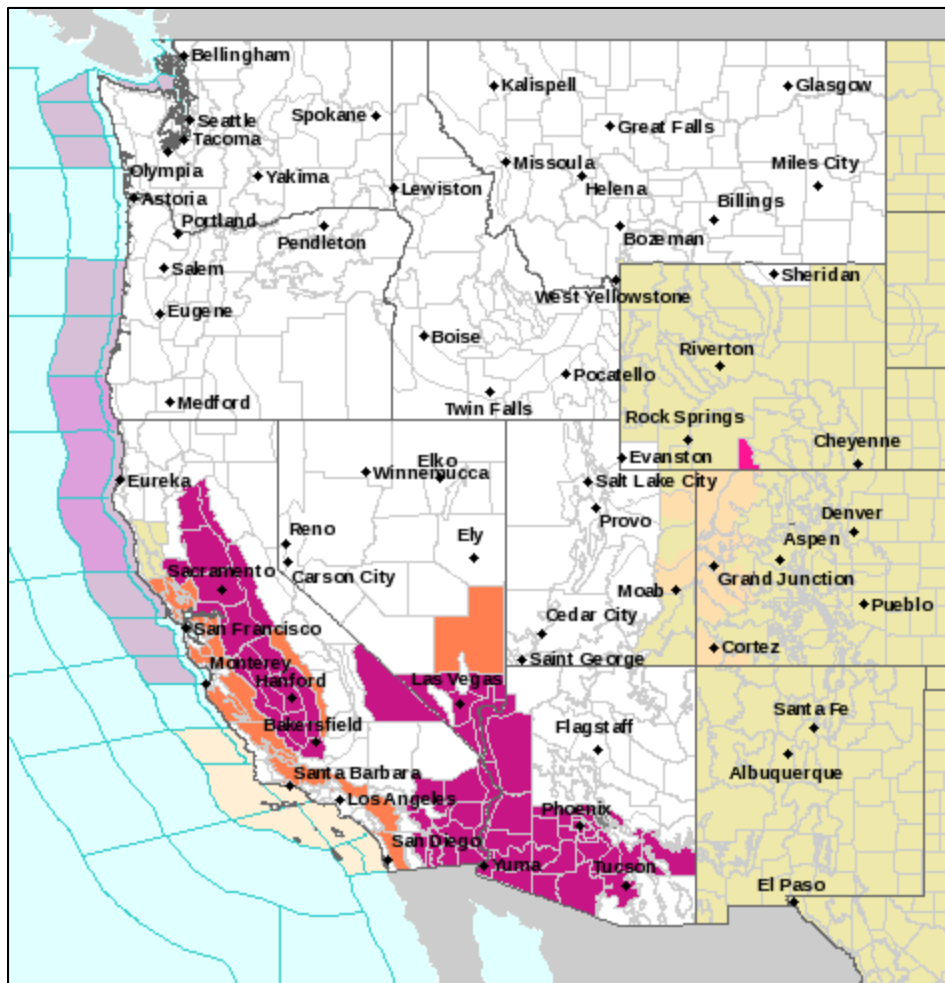 Bellingham
Kalispell
Glasgow
Seattle
Spokane
Great Falls
Tacoma
Missoula
Miles City
Olympia
Yakima
Lewiston
Helena
Astoria
Billings
Portland
Pendleton
Bozeman
Salem
Sheridan
West Yellowstone
Eugene
Boise
Riverton
Pocatello
Medford
Twin Falls
Rock Springs
Cheyenne
Elko
Evanston
Winnemucca
Eureka
Salt Lake City
Provo
Denver
Reno
Ely
Aspen
Sacramento
Carson City
Grand Junction
Moab
Pueblo
Cedar City
San Francisco
Cortez
Saint George
Monterey
Hanford
Las Vegas
Santa Fe
Bakersfield
Flagstaff
Albuquerque
Santa Barbara
Los Angeles
Phoenix
San Diego
Yuma
Tucson
El Paso